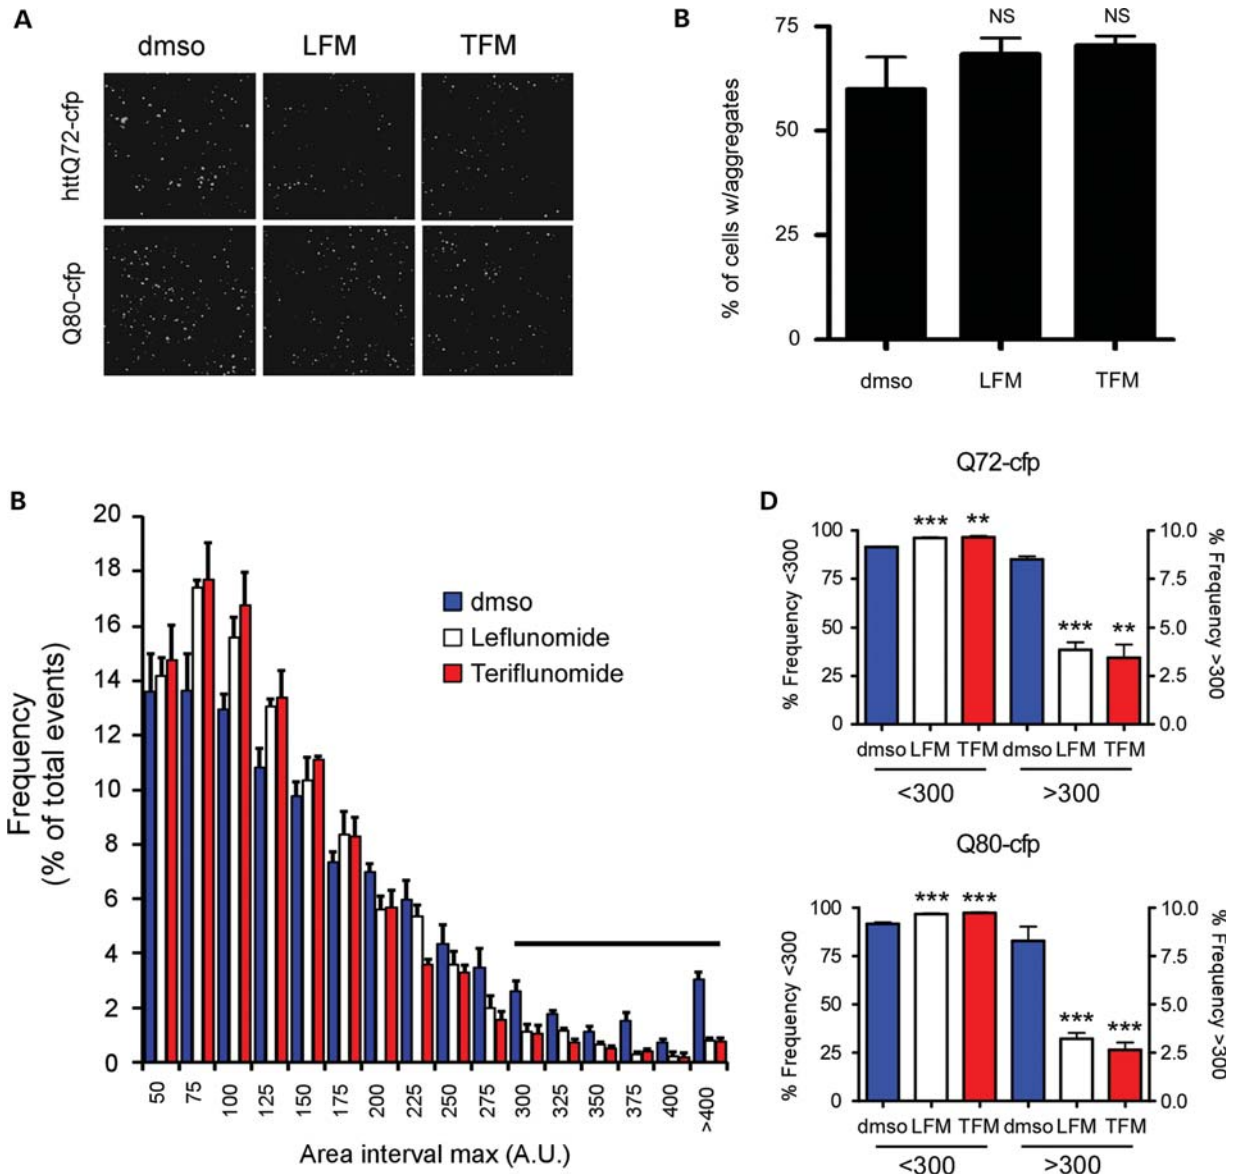 A
dmso LFM TFM
httQ72-cfp
Q80-cfp
B
% of cells w/aggregates
75
50
25
0
NS NS
dmso LFM TFM
B
Frequency
(% of total events)
20
18
16
14
12
10
8
6
4
2
0
dmso
Leflunomide
Teriflunomide
50 75 100 125 150 175 200 225 250 275 300 325 350 375 400 >400
Area interval max (A.U.)
D
Q72-cfp
% Frequency <300
100
75
50
25
0
*** ** *** **
10.0
7.5
5.0
2.5
0.0
% Frequency >300
dmso LFM TFM dmso LFM TFM
<300 >300
Q80-cfp
% Frequency <300
100
75
50
25
0
*** *** *** ***
10.0
7.5
5.0
2.5
0.0
% Frequency >300
dmso LFM TFM dmso LFM TFM
<300 >300